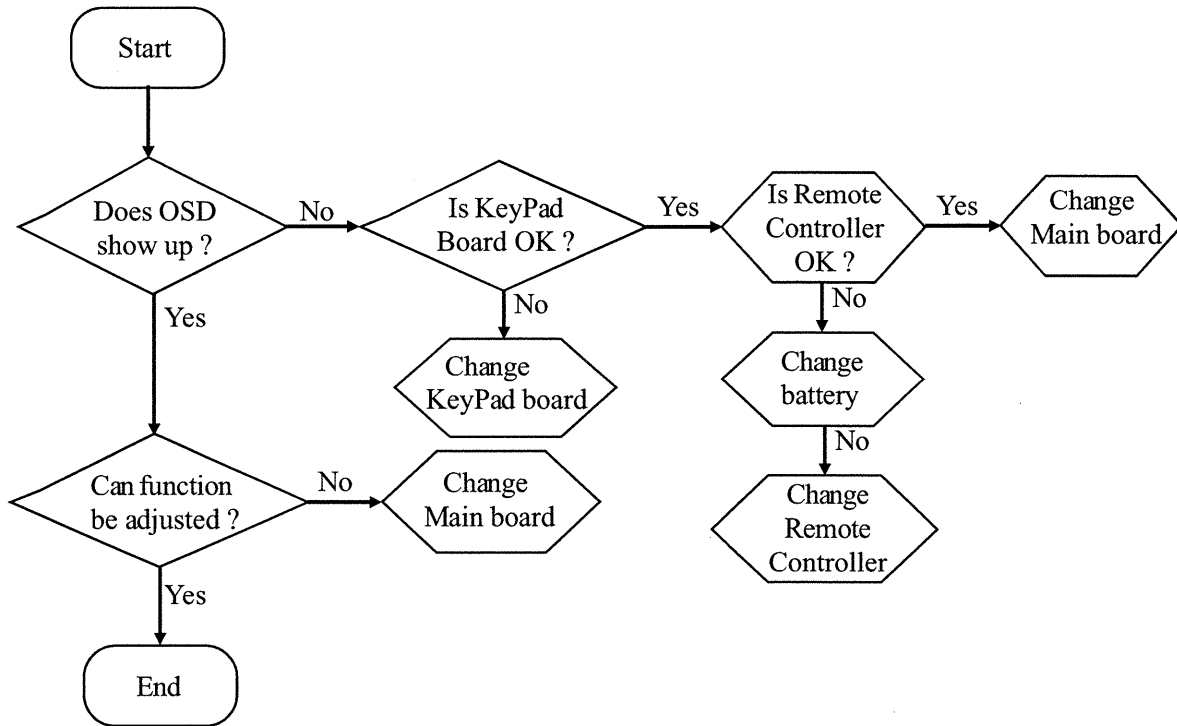 Start
Does OSD
show up ?
No
Is KeyPad
Board OK ?
Yes
Is Remote
Controller
OK ?
Yes
Change
Main board
Yes
No
Change
KeyPad board
No
Change
battery
No
Change
Remote
Controller
Can function
be adjusted ?
No
Change
Main board
Yes
End